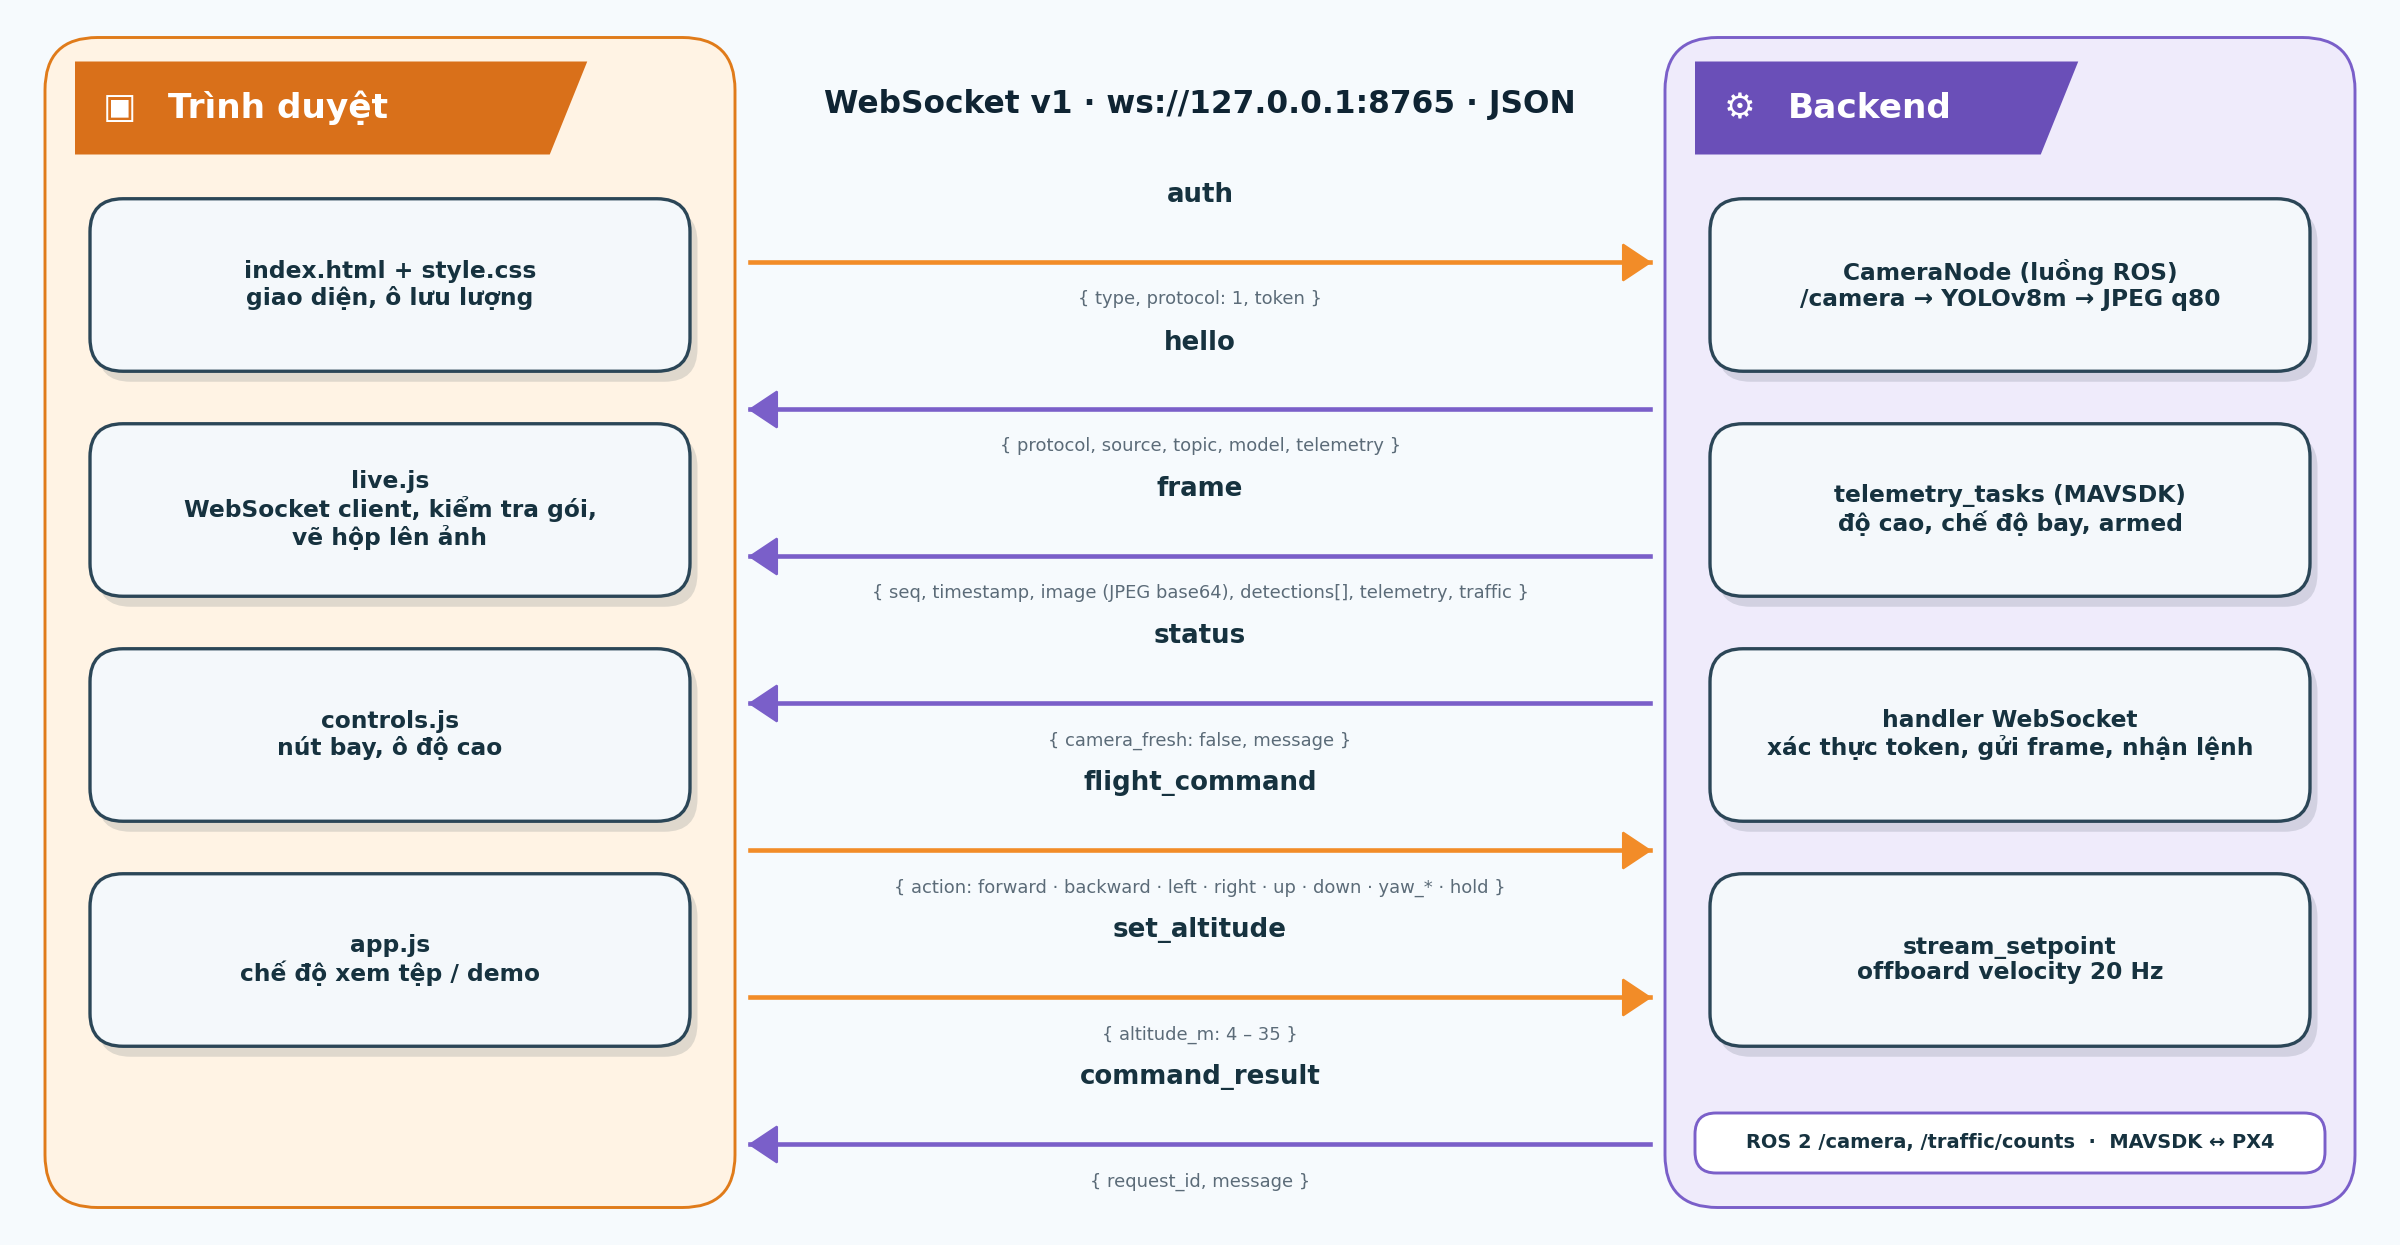 ▣ Trình duyệt
index.html + style.css
giao diện, ô lưu lượng
live.js
WebSocket client, kiểm tra gói,
vẽ hộp lên ảnh
controls.js
nút bay, ô độ cao
app.js
chế độ xem tệp / demo
WebSocket v1 · ws://127.0.0.1:8765 · JSON
auth
{ type, protocol: 1, token }
hello
{ protocol, source, topic, model, telemetry }
frame
{ seq, timestamp, image (JPEG base64), detections[], telemetry, traffic }
status
{ camera_fresh: false, message }
flight_command
{ action: forward · backward · left · right · up · down · yaw_* · hold }
set_altitude
{ altitude_m: 4 – 35 }
command_result
{ request_id, message }
⚙ Backend
CameraNode (luồng ROS)
/camera → YOLOv8m → JPEG q80
telemetry_tasks (MAVSDK)
độ cao, chế độ bay, armed
handler WebSocket
xác thực token, gửi frame, nhận lệnh
stream_setpoint
offboard velocity 20 Hz
ROS 2 /camera, /traffic/counts · MAVSDK ↔ PX4